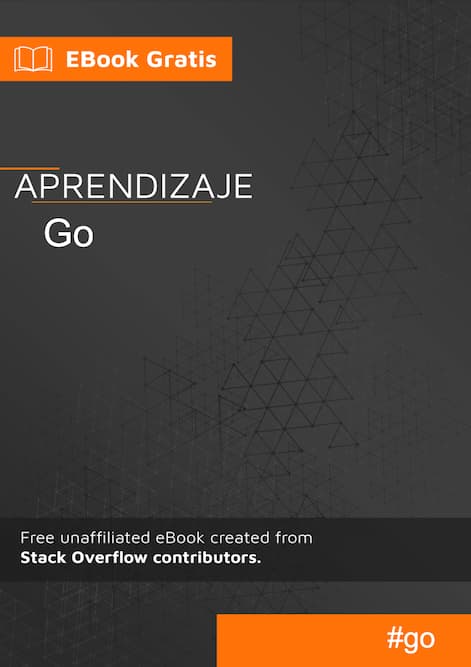 EBook Gratis
APRENDIZAJE
Go
Free unaffiliated eBook created from
Stack Overflow contributors.
#go